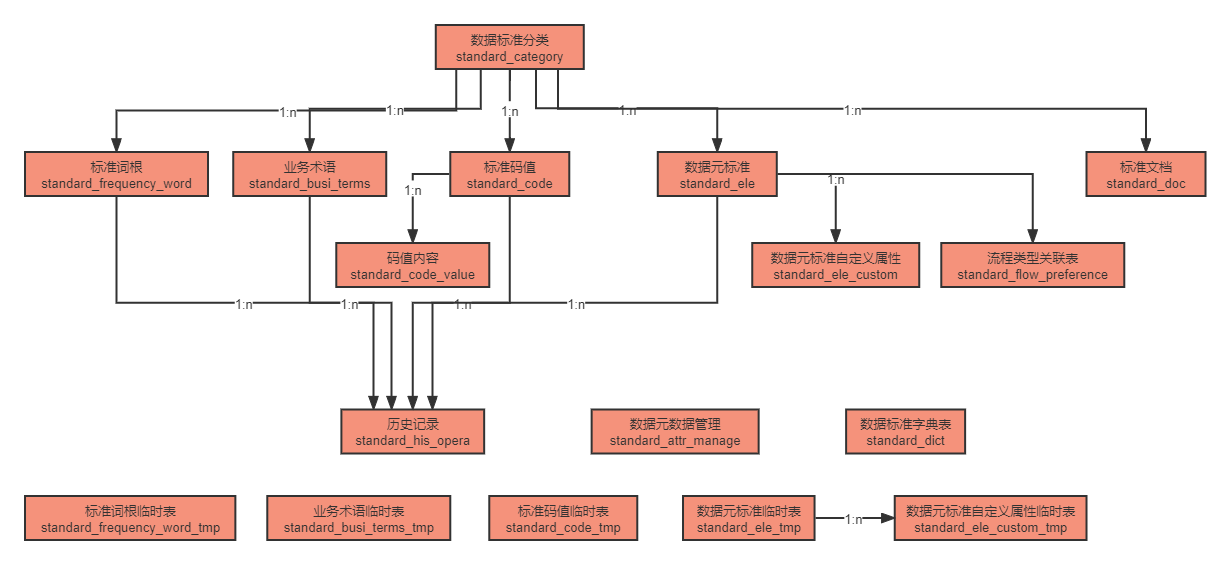 数据标准分类
standard_category
1:n
1:n
1:n
1:n
1:n
标准词根
standard_frequency_word
业务术语
standard_busi_terms
标准码值
standard_code
数据元标准
standard_ele
标准文档
standard_doc
1:n
1:n
码值内容
standard_code_value
数据元标准自定义属性
standard_ele_custom
流程类型关联表
standard_flow_preference
1:n
1:n
1:n
1:n
历史记录
standard_his_opera
数据元数据管理
standard_attr_manage
数据标准字典表
standard_dict
标准词根临时表
standard_frequency_word_tmp
业务术语临时表
standard_busi_terms_tmp
标准码值临时表
standard_code_tmp
数据元标准临时表
standard_ele_tmp
1:n
数据元标准自定义属性临时表
standard_ele_custom_tmp